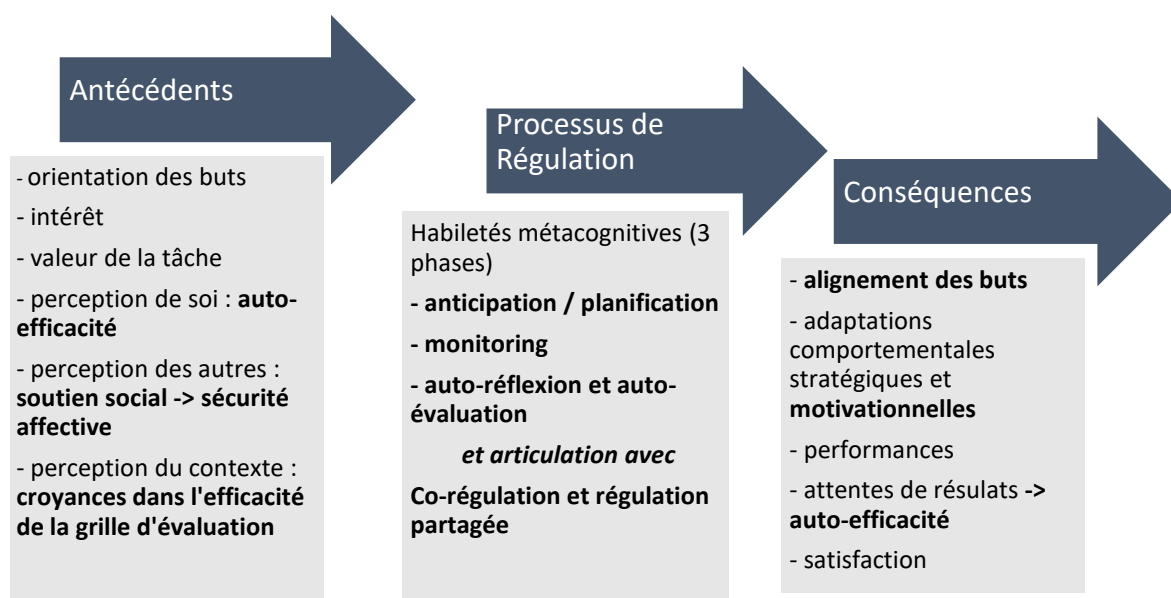 Antécédents
- orientation des buts
- intérêt
- valeur de la tâche
- perception de soi : auto-
efficacité
- perception des autres :
soutien social -> sécurité
affective
- perception du contexte :
croyances dans l'efficacité
de la grille d'évaluation
Processus de
Régulation
Habiletés métacognitives (3
phases)
- anticipation / planification
- monitoring
- auto-réflexion et auto-
évaluation
et articulation avec
Co-régulation et régulation
partagée
Conséquences
- alignement des buts
- adaptations
comportementales
stratégiques et
motivationnelles
- performances
- attentes de résulats ->
auto-efficacité
- satisfaction